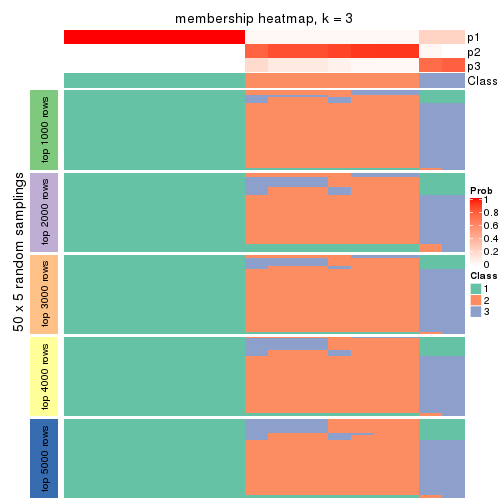 membership heatmap, k = 3
p1
p2
p3
Class
50 x 5 random samplings
top 1000 rows
top 2000 rows
top 3000 rows
top 4000 rows
top 5000 rows
Prob
1
0.8
0.6
0.4
0.2
0
Class
1
2
3